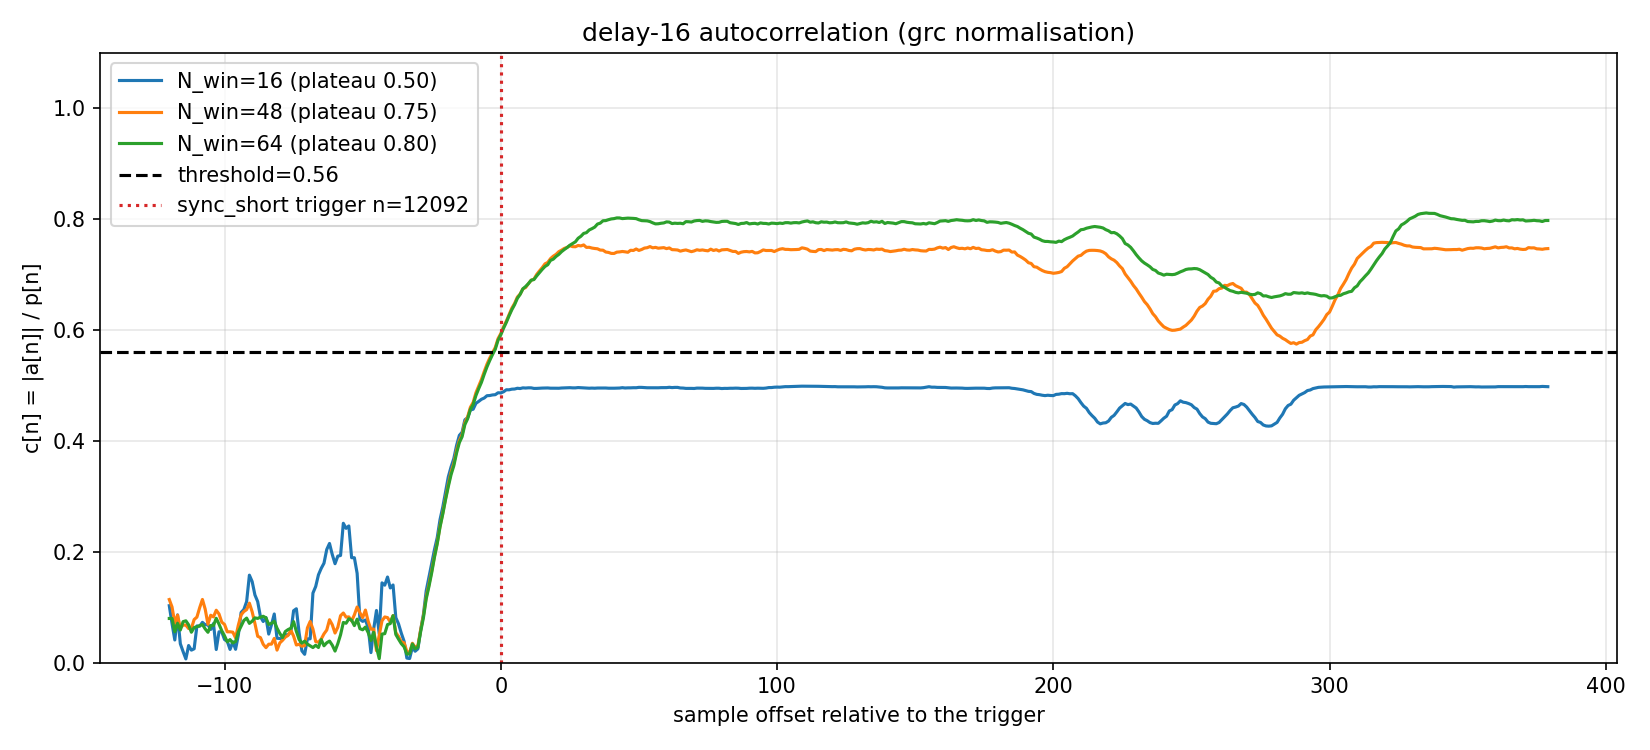 delay-16 autocorrelation (grc normalisation)
N_win=16 (plateau 0.50)
N_win=48 (plateau 0.75)
N_win=64 (plateau 0.80)
threshold=0.56
sync_short trigger n=12092
c[n] = |a[n]| / p[n]
1.0
0.8
0.6
0.4
0.2
0.0
−100
0
100
200
300
400
sample offset relative to the trigger